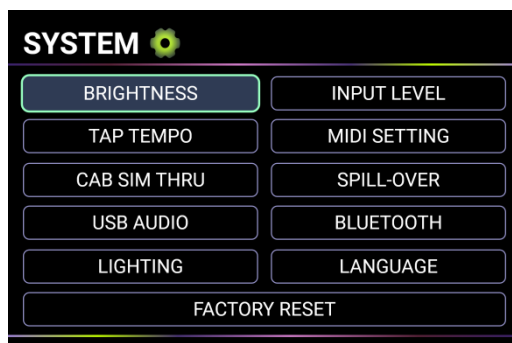 SYSTEM
BRIGHTNESS INPUT LEVEL
TAP TEMPO MIDI SETTING
CAB SIM THRU SPILL-OVER
USB AUDIO BLUETOOTH
LIGHTING LANGUAGE
FACTORY RESET